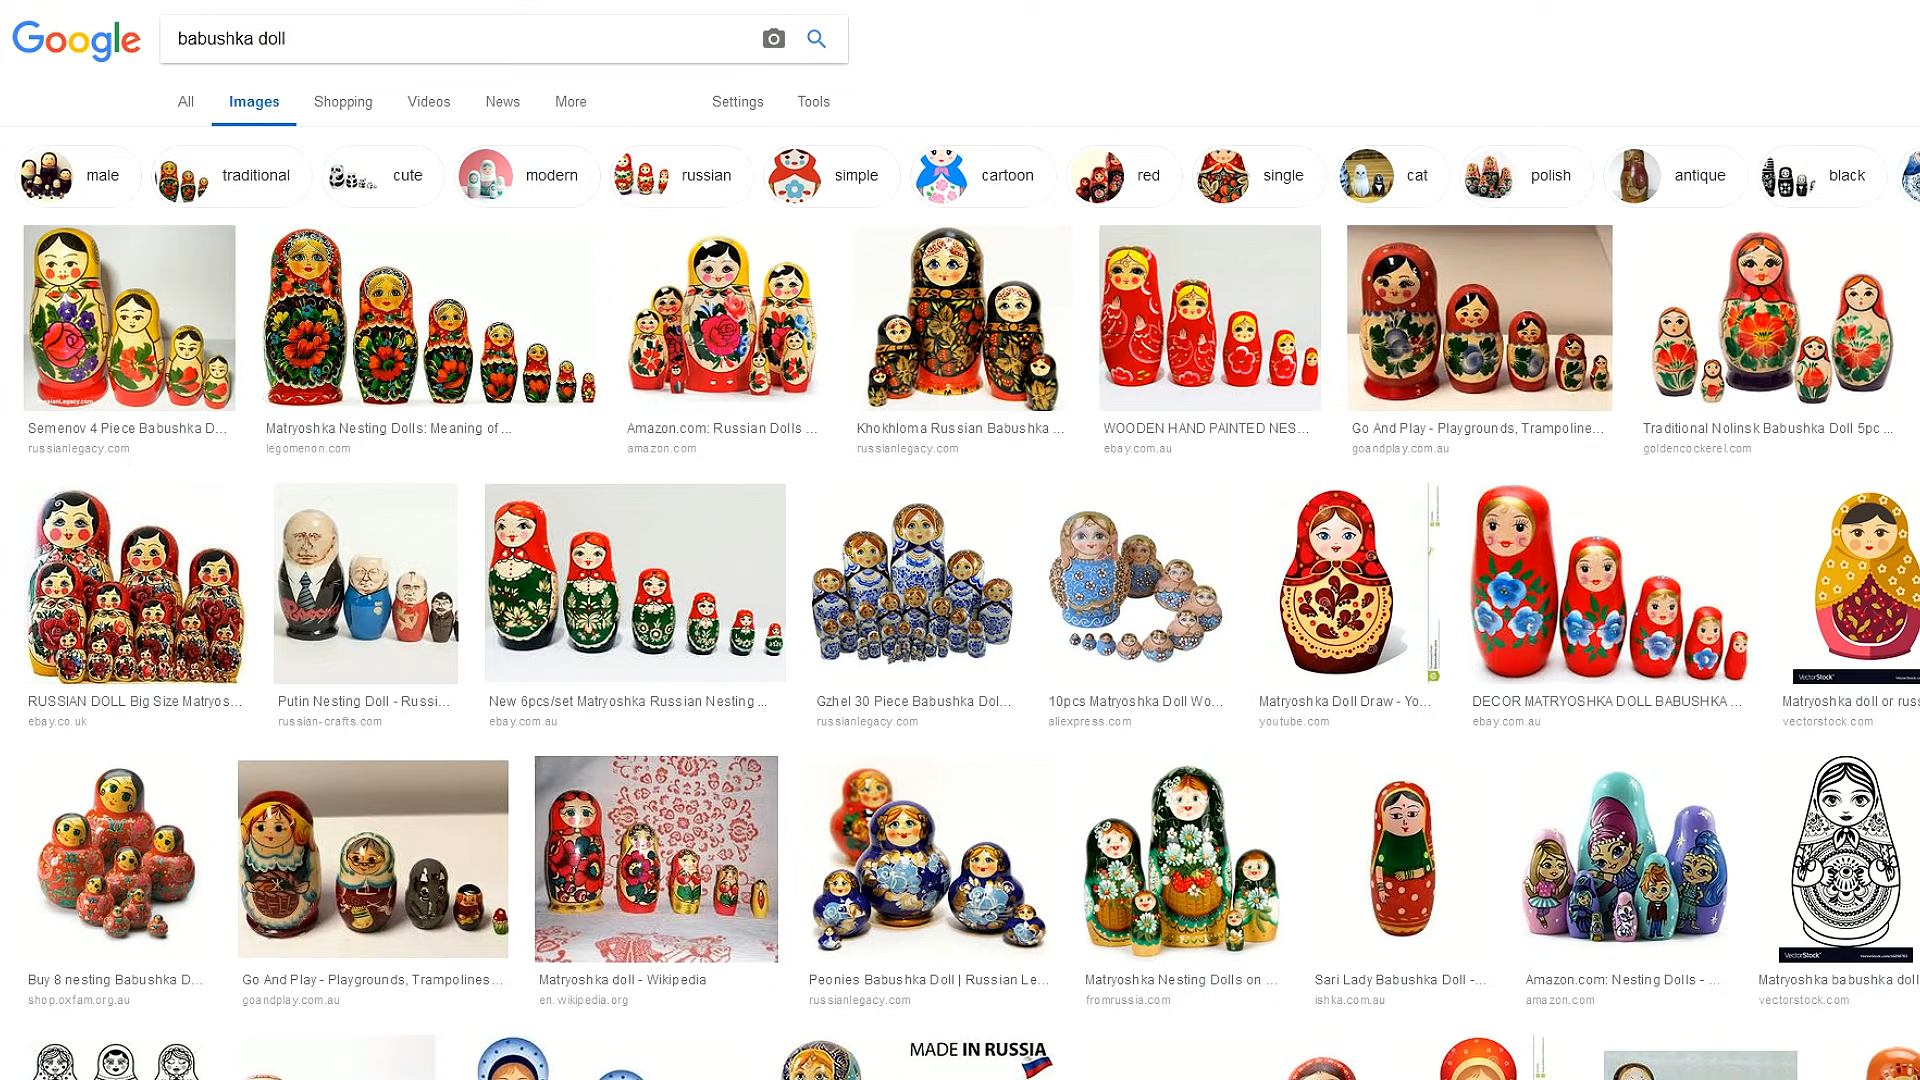 Google
babushka doll
All
Images
Shopping
Videos
News
More
Settings
Tools
male
traditional
cute
modern
russian
simple
cartoon
red
single
cat
polish
antique
black
Semenov 4 Piece Babushka D...
russianlegacy.com
Matryoshka Nesting Dolls: Meaning of ...
legomenon.com
Amazon.com: Russian Dolls ...
amazon.com
Khokhloma Russian Babushka ...
russianlegacy.com
WOODEN HAND PAINTED NES...
ebay.com.au
Go And Play - Playgrounds, Trampoline...
goandplay.com.au
Traditional Nolinsk Babushka Doll 5pc ...
goldencockerel.com
RUSSIAN DOLL Big Size Matryos...
ebay.co.uk
Putin Nesting Doll - Russi...
russian-crafts.com
New 6pcs/set Matryoshka Russian Nesting ...
ebay.com.au
Gzhel 30 Piece Babushka Dol...
russianlegacy.com
10pcs Matryoshka Doll Wo...
aliexpress.com
Matryoshka Doll Draw - Yo...
youtube.com
DECOR MATRYOSHKA DOLL BABUSHKA ...
ebay.com.au
VectorStock
Matryoshka doll or russ
vectorstock.com
Buy 8 nesting Babushka D...
shop.oxfam.org.au
Go And Play - Playgrounds, Trampolines...
goandplay.com.au
Matryoshka doll - Wikipedia
en.wikipedia.org
Peonies Babushka Doll | Russian Le...
russianlegacy.com
Matryoshka Nesting Dolls on ...
fromrussia.com
Sari Lady Babushka Doll -...
ishka.com.au
Amazon.com: Nesting Dolls - ...
amazon.com
VectorStock
Matryoshka babushka doll
vectorstock.com
MADE IN RUSSIA